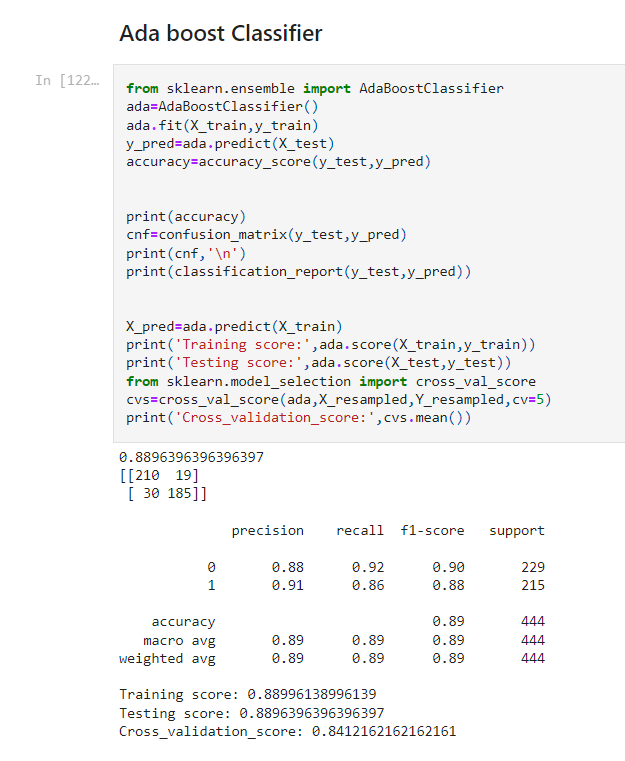 Ada boost Classifier
In [122…
from sklearn.ensemble import AdaBoostClassifier
ada=AdaBoostClassifier()
ada.fit(X_train,y_train)
y_pred=ada.predict(X_test)
accuracy=accuracy_score(y_test,y_pred)
print(accuracy)
cnf=confusion_matrix(y_test,y_pred)
print(cnf,'\n')
print(classification_report(y_test,y_pred))
X_pred=ada.predict(X_train)
print('Training score:',ada.score(X_train,y_train))
print('Testing score:',ada.score(X_test,y_test))
from sklearn.model_selection import cross_val_score
cvs=cross_val_score(ada,X_resampled,Y_resampled,cv=5)
print('Cross_validation_score:',cvs.mean())
0.8896396396396397
[[210  19]
 [ 30 185]]
              precision    recall  f1-score   support
           0       0.88      0.92      0.90       229
           1       0.91      0.86      0.88       215
    accuracy                           0.89       444
   macro avg       0.89      0.89      0.89       444
weighted avg       0.89      0.89      0.89       444
Training score: 0.88996138996139
Testing score: 0.8896396396396397
Cross_validation_score: 0.8412162162162161